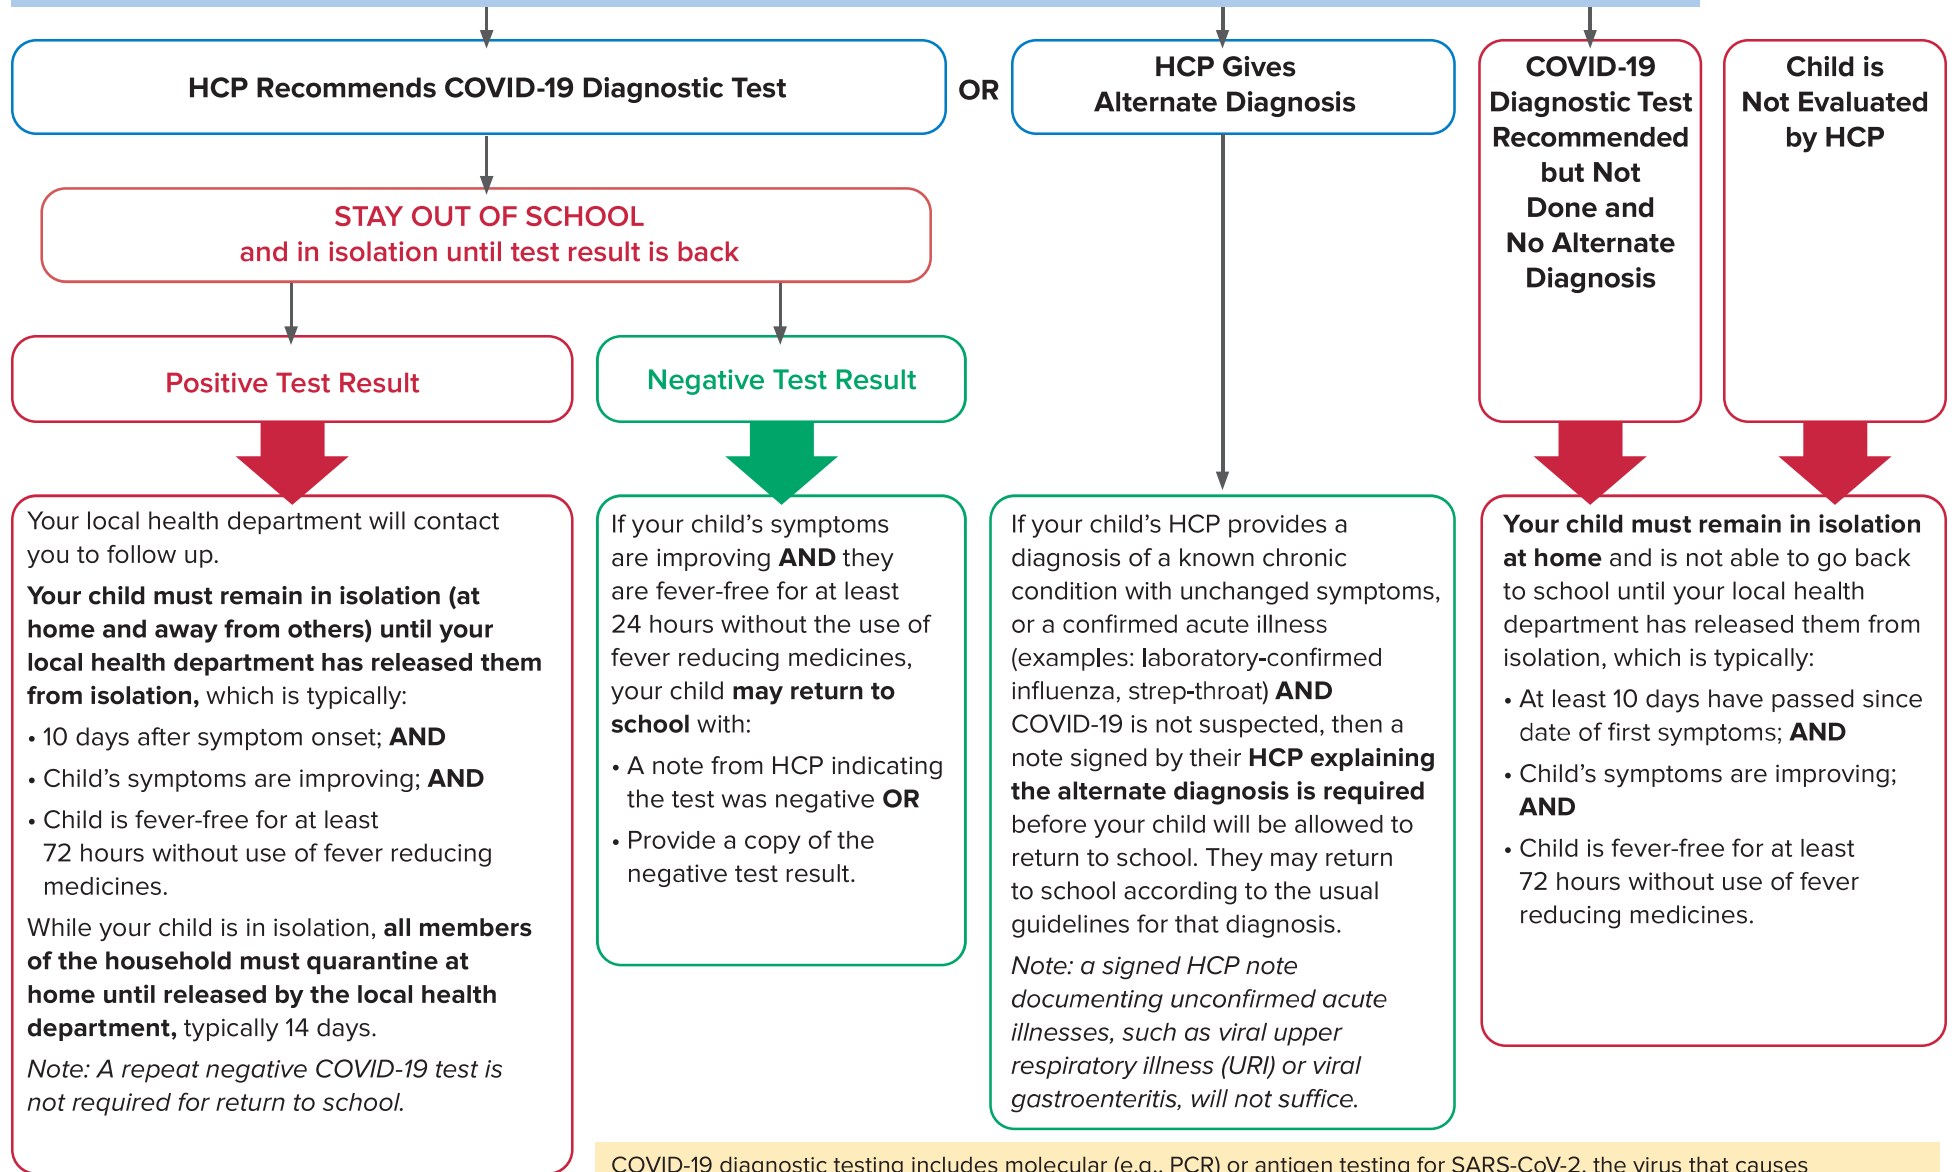 HCP Recommends COVID-19 Diagnostic Test
OR
HCP Gives
Alternate Diagnosis
COVID-19
Diagnostic Test
Recommended
but Not
Done and
No Alternate
Diagnosis
Child is
Not Evaluated
by HCP
STAY OUT OF SCHOOL
and in isolation until test result is back
Positive Test Result
Negative Test Result
Your local health department will contact
you to follow up.
Your child must remain in isolation (at
home and away from others) until your
local health department has released them
from isolation, which is typically:
• 10 days after symptom onset; AND
• Child's symptoms are improving; AND
• Child is fever-free for at least
72 hours without use of fever reducing
medicines.
While your child is in isolation, all members
of the household must quarantine at
home until released by the local health
department, typically 14 days.
Note: A repeat negative COVID-19 test is
not required for return to school.
If your child's symptoms
are improving AND they
are fever-free for at least
24 hours without the use of
fever reducing medicines,
your child may return to
school with:
• A note from HCP indicating
the test was negative OR
• Provide a copy of the
negative test result.
If your child's HCP provides a
diagnosis of a known chronic
condition with unchanged symptoms,
or a confirmed acute illness
(examples: laboratory-confirmed
influenza, strep-throat) AND
COVID-19 is not suspected, then a
note signed by their HCP explaining
the alternate diagnosis is required
before your child will be allowed to
return to school. They may return
to school according to the usual
guidelines for that diagnosis.
Note: a signed HCP note
documenting unconfirmed acute
illnesses, such as viral upper
respiratory illness (URI) or viral
gastroenteritis, will not suffice.
Your child must remain in isolation
at home and is not able to go back
to school until your local health
department has released them from
isolation, which is typically:
• At least 10 days have passed since
date of first symptoms; AND
• Child's symptoms are improving;
AND
• Child is fever-free for at least
72 hours without use of fever
reducing medicines.
COVID-19 diagnostic testing includes molecular (e.g., PCR) or antigen testing for SARS-CoV-2, the virus that causes